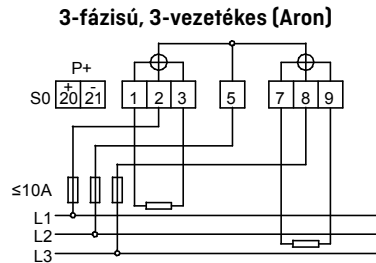 3-fázisú, 3-vezetékes (Aron)
P+
S0 + 20 - 21 1 2 3 5 7 8 9
≤10A
L1
L2
L3